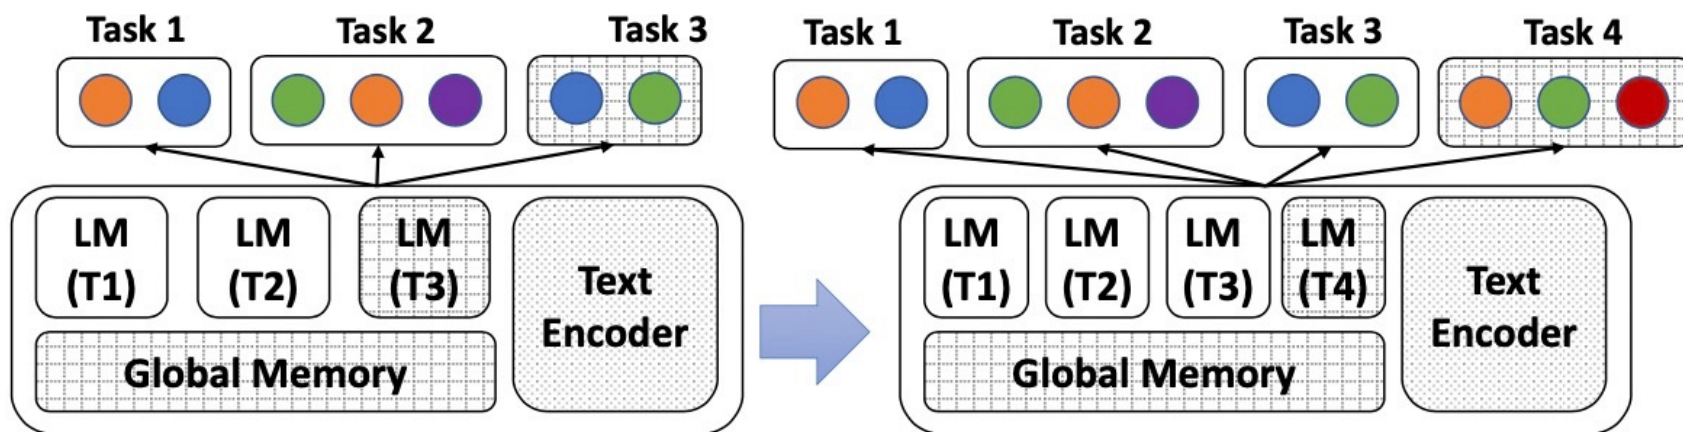 Task 1
Task 2
Task 3
LM
(T1)
LM
(T2)
LM
(T3)
Text
Encoder
Global Memory
Task 1
Task 2
Task 3
Task 4
LM
(T1)
LM
(T2)
LM
(T3)
LM
(T4)
Text
Encoder
Global Memory